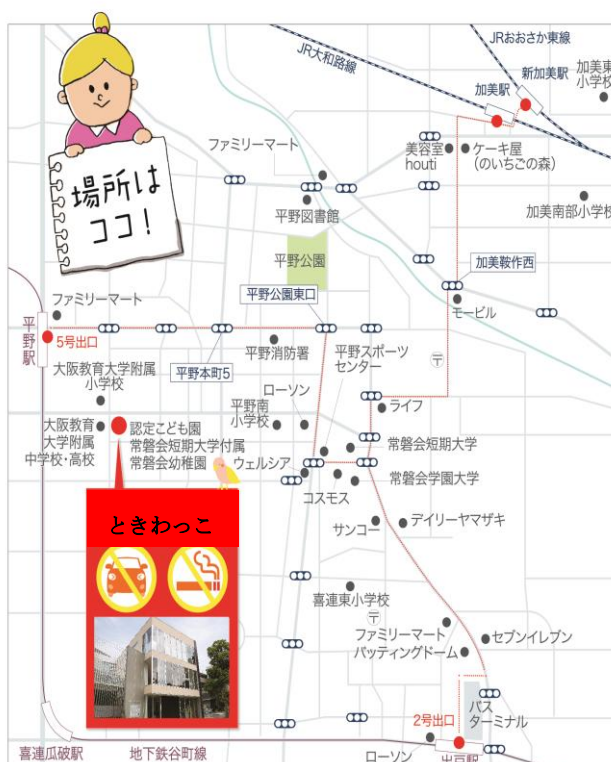 JRおおさか東線
JR大和路線
新加美駅
加美駅
加美東
小学校
場所は
ココ！
ファミリーマート
美容室
houti
ケーキ屋
(のいちごの森)
平野図書館
加美南部小学校
平野公園
加美鞍作西
ファミリーマート
平野公園東口
モービル
平野駅
5号出口
平野本町5
平野消防署
平野スポーツ
センター
〒
大阪教育大学附属
小学校
ローソン
ライフ
平野南
小学校
大阪教育
大学附属
中学校・高校
認定こども園
常磐会短期大学付属
常磐会幼稚園
ウェルシア
常磐会短期大学
常磐会学園大学
コスモス
ときわっこ
サンコー
デイリーヤマザキ
喜連東小学校
〒
ファミリーマート
バッティングドーム
セブンイレブン
バス
ターミナル
2号出口
喜連瓜破駅
地下鉄谷町線
ローソン
出戸駅